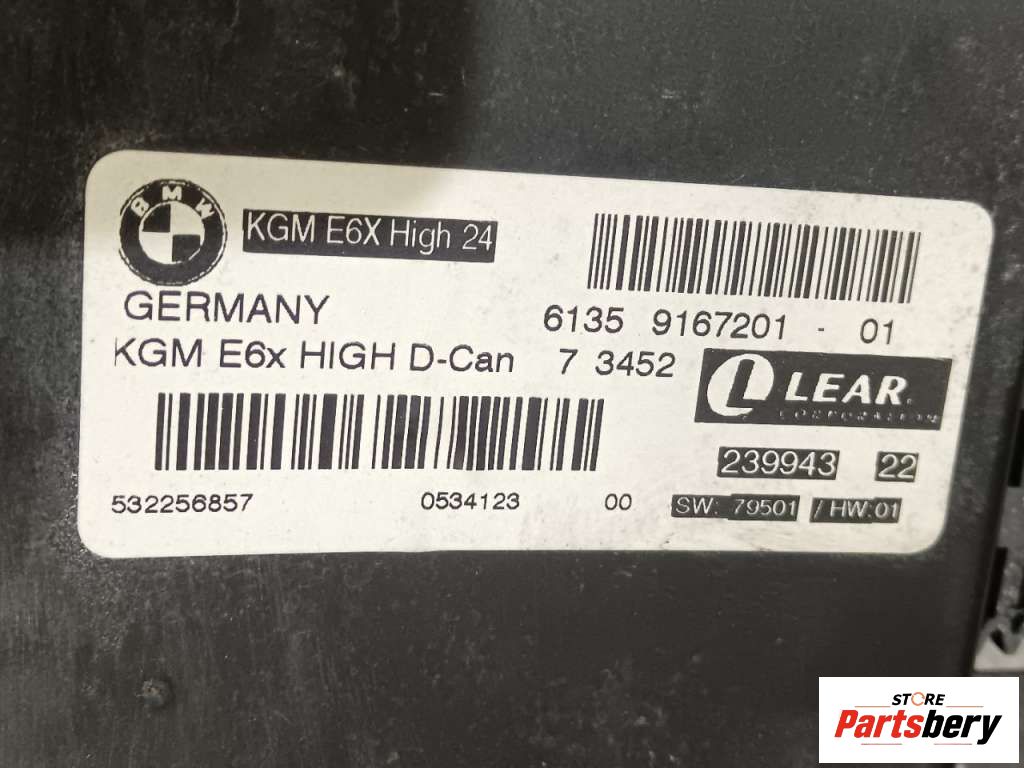 BMW
KGM E6X High 24
GERMANY
6135 9167201 - 01
KGM E6x HIGH D-Can 7 3452
LEAR.
CORPORATION
239943 22
532256857 0534123 00 SW: 79501 / HW:01
STORE
Partsbery